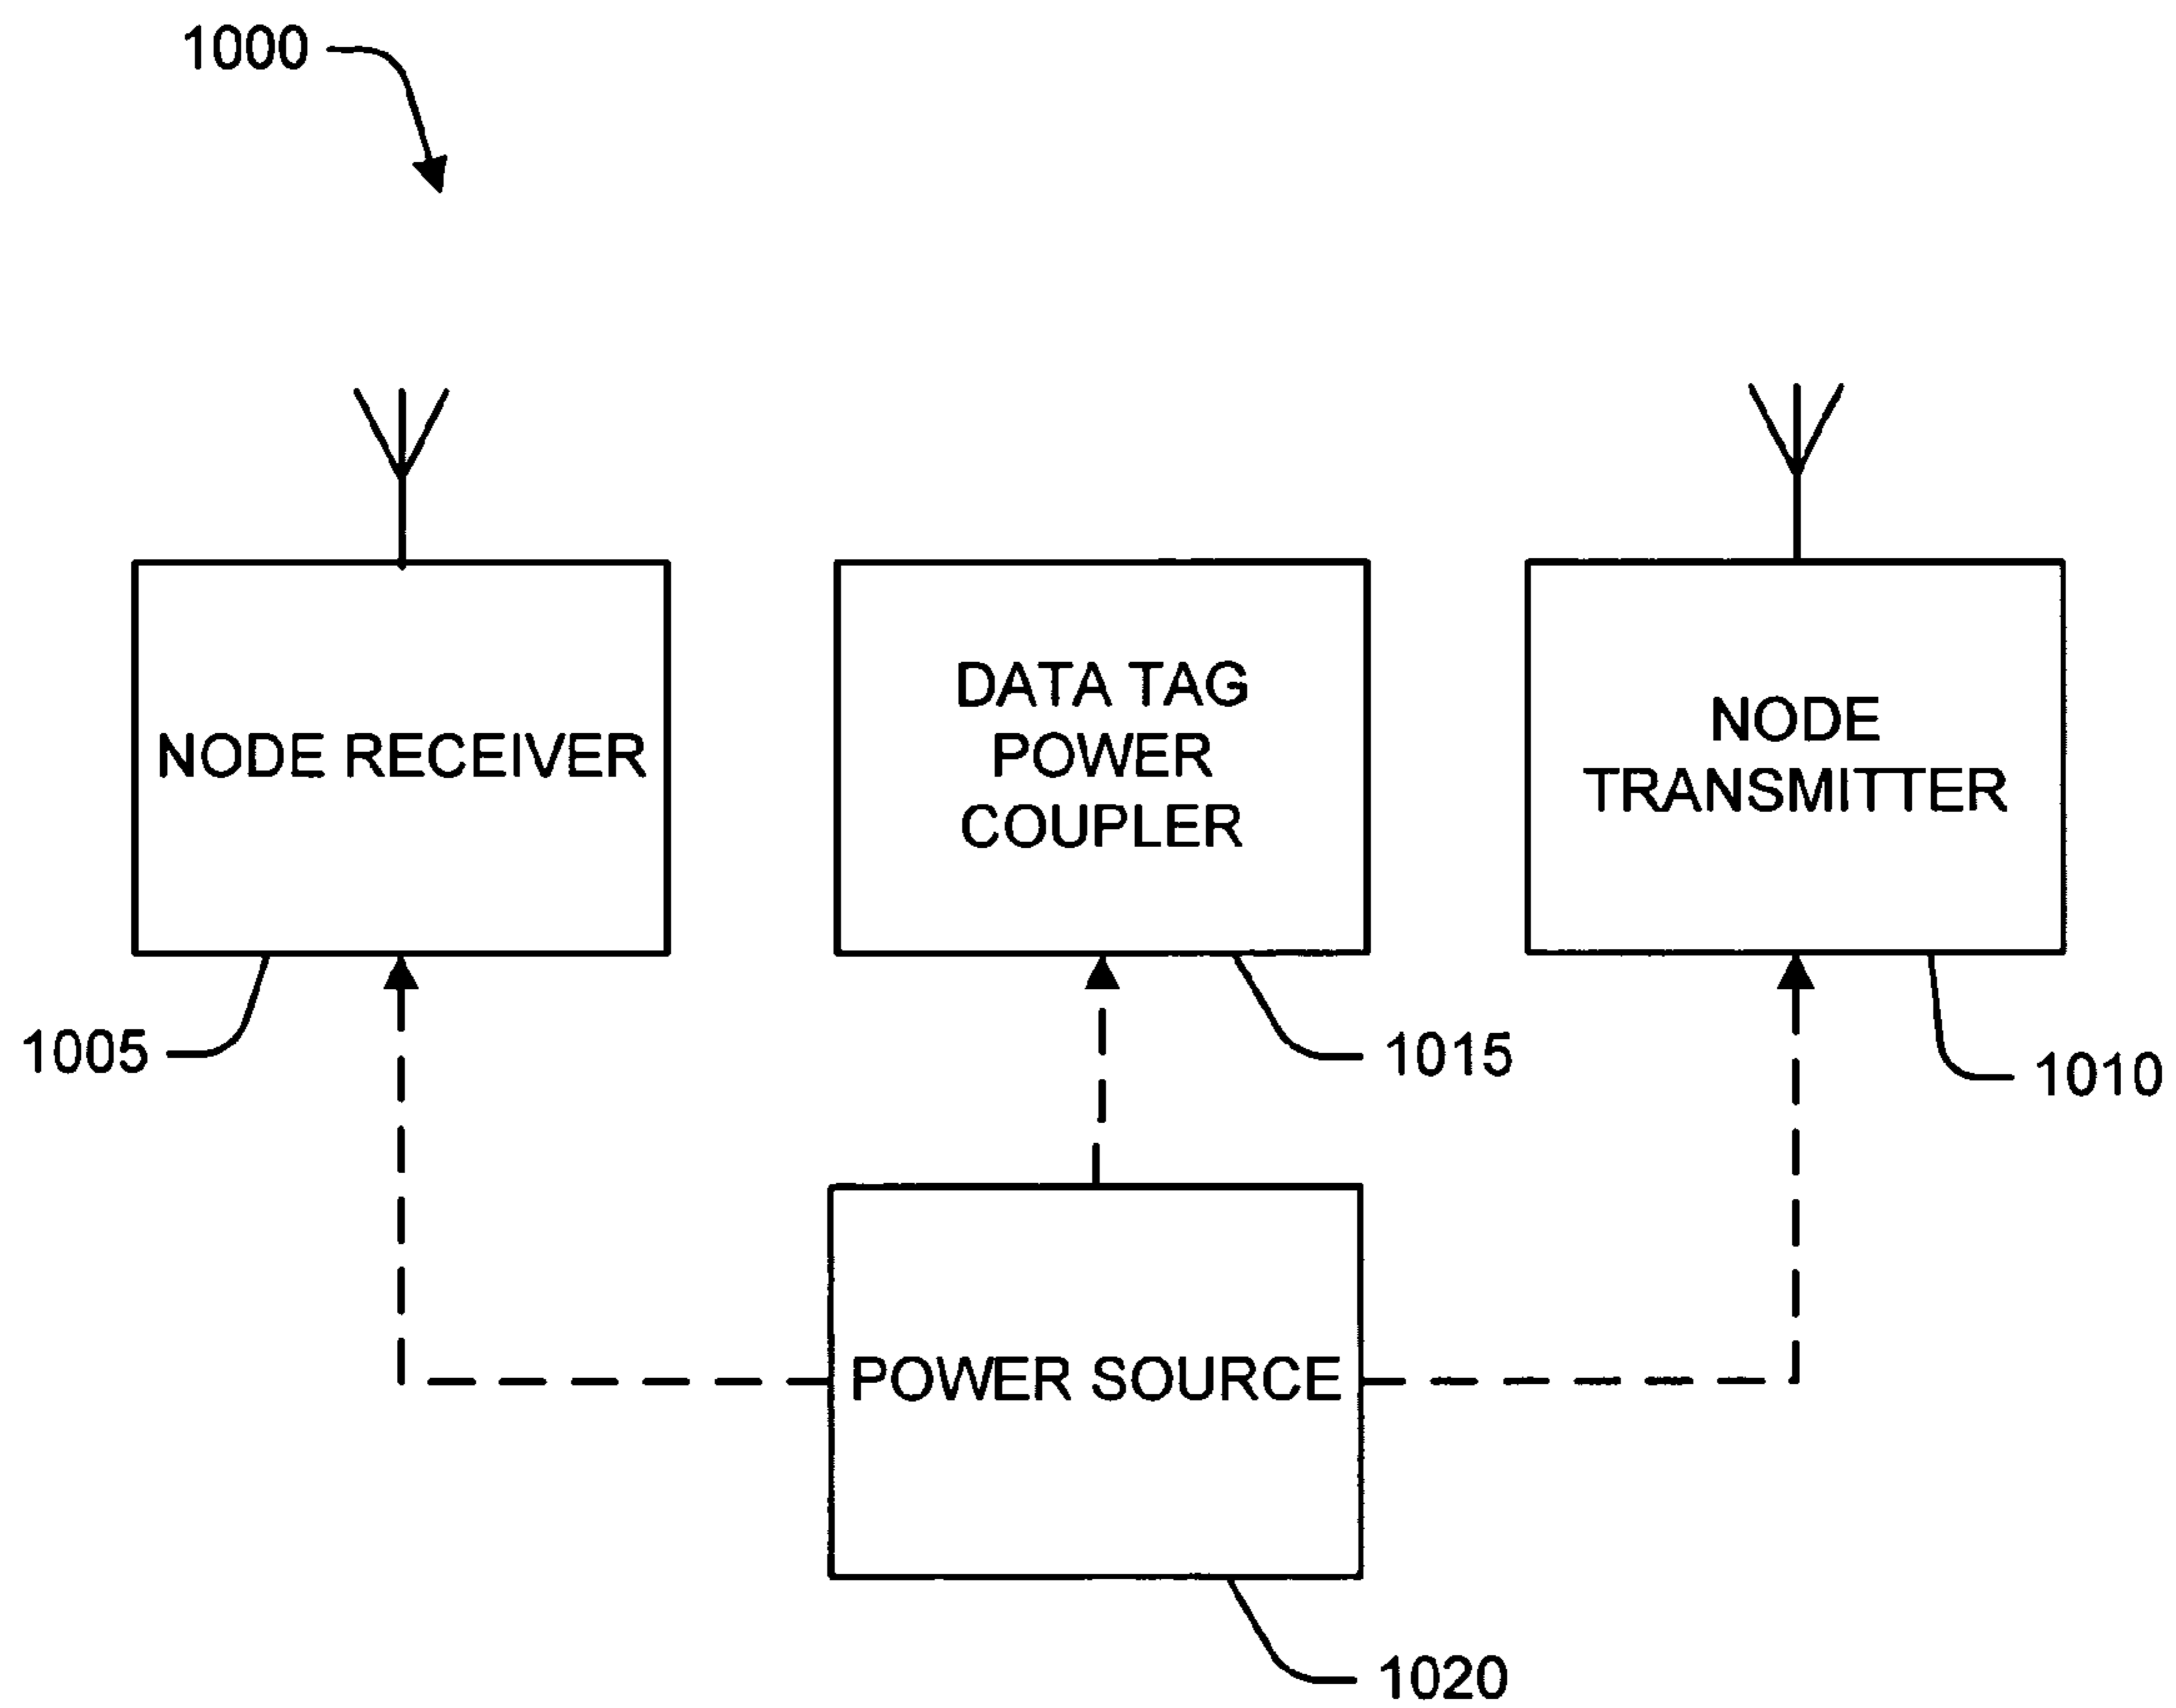 1000
NODE RECEIVER
DATA TAG
POWER
COUPLER
NODE
TRANSMITTER
1005
1015
1010
POWER SOURCE
1020